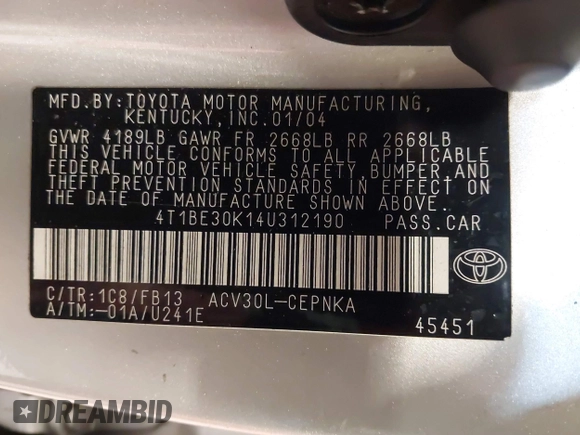 MFD.BY:TOYOTA MOTOR MANUFACTURING,
KENTUCKY,INC.01/04
GVWR 4189LB GAWR FR 2668LB RR 2668LB
THIS VEHICLE CONFORMS TO ALL APPLICABLE
FEDERAL MOTOR VEHICLE SAFETY,BUMPER,AND
THEFT PREVENTION STANDARDS IN EFFECT ON
THE DATE OF MANUFACTURE SHOWN ABOVE.
4T1BE30K14U312190 PASS.CAR
C/TR:1C8/FB13 ACV30L-CEPNKA
A/TM:-01A/U241E 45451
DREAMBID